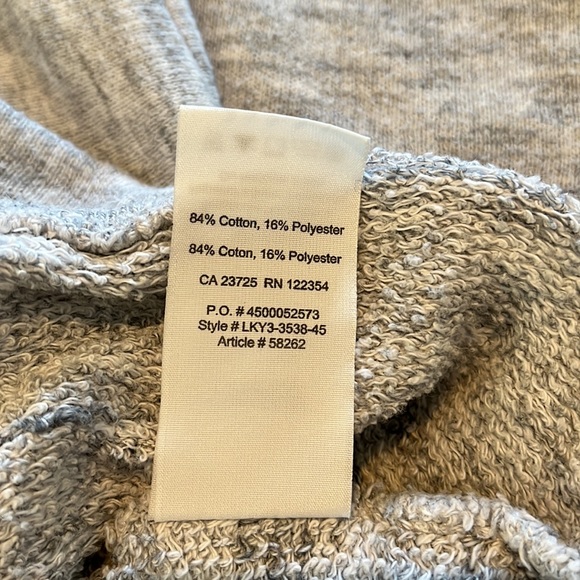 84% Cotton, 16% Polyester
84% Coton, 16% Polyester
CA 23725 RN 122354
P.O. # 4500052573
Style # LKY3-3538-45
Article # 58262